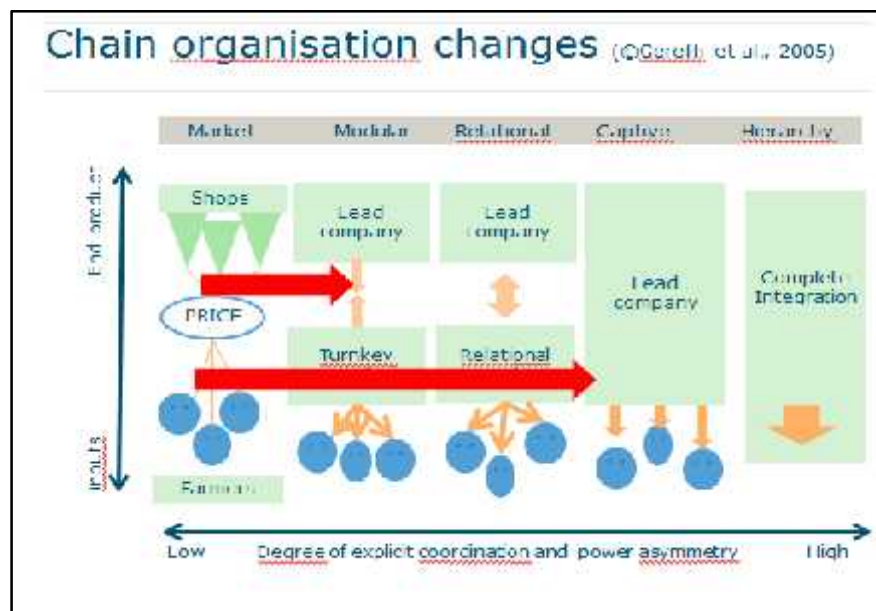 Chain organisation changes (©Gereffi et al., 2005)
Market Modular Relational Captive Hierarchy
End product
Shops
Lead
company
Lead
company
Lead
company
Complete
Integration
PRICE
Turnkey
Relational
Inputs
Farmers
Low Degree of explicit coordination and power asymmetry High